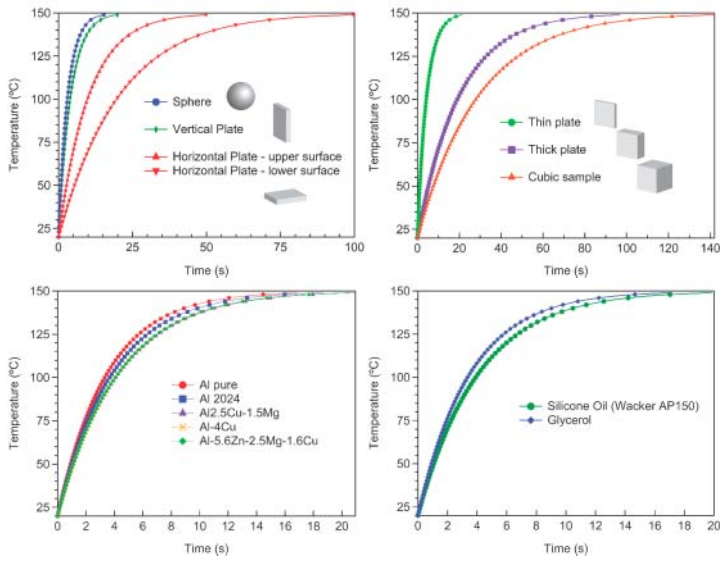 Temperature (ºC)
150
125
100
75
50
25
Sphere
Vertical Plate
Horizontal Plate - upper surface
Horizontal Plate - lower surface
0 50 100
Time (s)
Temperature (ºC)
150
125
100
75
50
25
Thin plate
Thick plate
Cubic sample
0 20 40 60 80 100 120 140
Time (s)
Temperature (ºC)
150
125
100
75
50
25
Al pure
Al 2024
Al2.5Cu-1.5Mg
Al-4Cu
Al-5.6Zn-2.5Mg-1.6Cu
0 2 4 6 8 10 12 14 16 18 20
Time (s)
Temperature (ºC)
150
125
100
75
50
25
Silicone Oil (Wacker AP150)
Glycerol
0 2 4 6 8 10 12 14 16 18 20
Time (s)